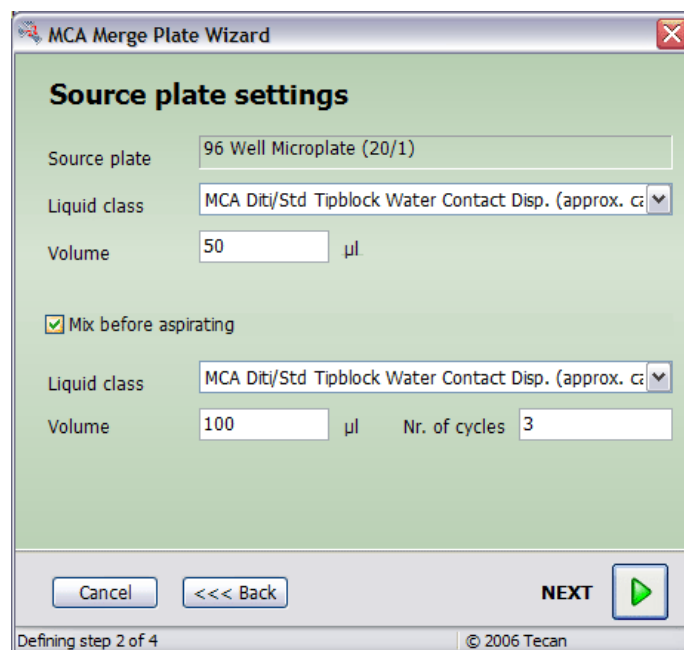 MCA Merge Plate Wizard
Source plate settings
Source plate 96 Well Microplate (20/1)
Liquid class MCA Diti/Std Tipblock Water Contact Disp. (approx.
Volume 50 µl
Mix before aspirating
Liquid class MCA Diti/Std Tipblock Water Contact Disp. (approx.
Volume 100 µl Nr. of cycles 3
Cancel <<< Back NEXT
Defining step 2 of 4 © 2006 Tecan